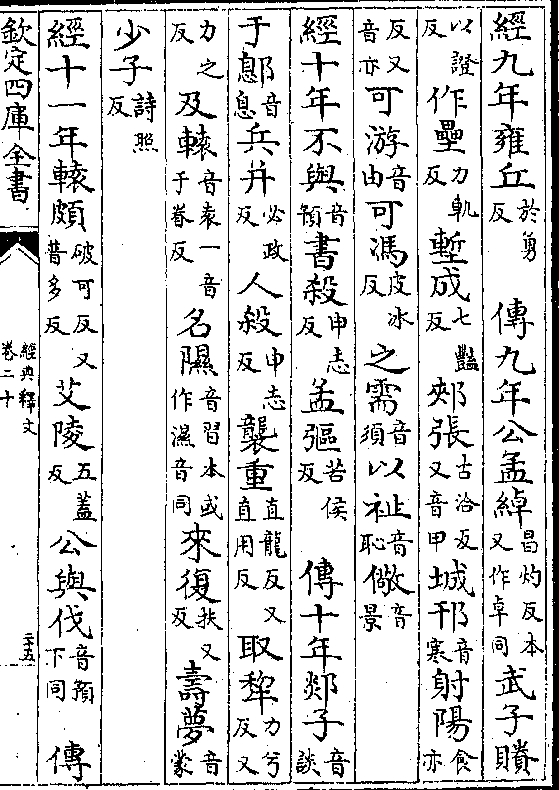 經九年雍丘於勇反 傳九年公孟綽昌灼反本又作卓同武子賸
以證反作壘力軌反塹成七豔反郟張古洽反又音甲城邗音寒射陽食亦
反又音亦可游音由可馮皮冰反之需音須以祉音恥儆音景
經十年不與音預書殺申志反孟彄苦侯反 傳十年郯子音談
于鄎音息兵并必政反人殺申志反襲重直龍反又直用反取犂力兮反又
力之反及轅音袁一音于眷反名隰音習本或作濕音同來復扶又反壽夢音蒙
少子詩照反
經十一年轅頗破可反又普多反艾陵五蓋反公與伐音預下同 傳
欽定四庫全書
經典釋文
卷二十
二十五